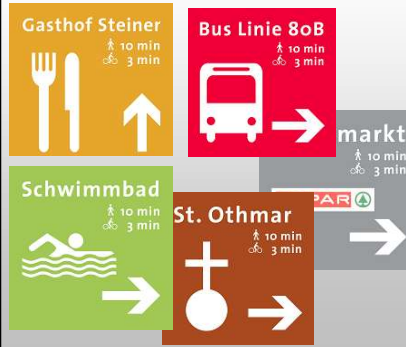 Gasthof Steiner
10 min
3 min
Bus Linie 80B
10 min
3 min
markt
10 min
3 min
PAR
Schwimmbad
10 min
3 min
St. Othmar
10 min
3 min